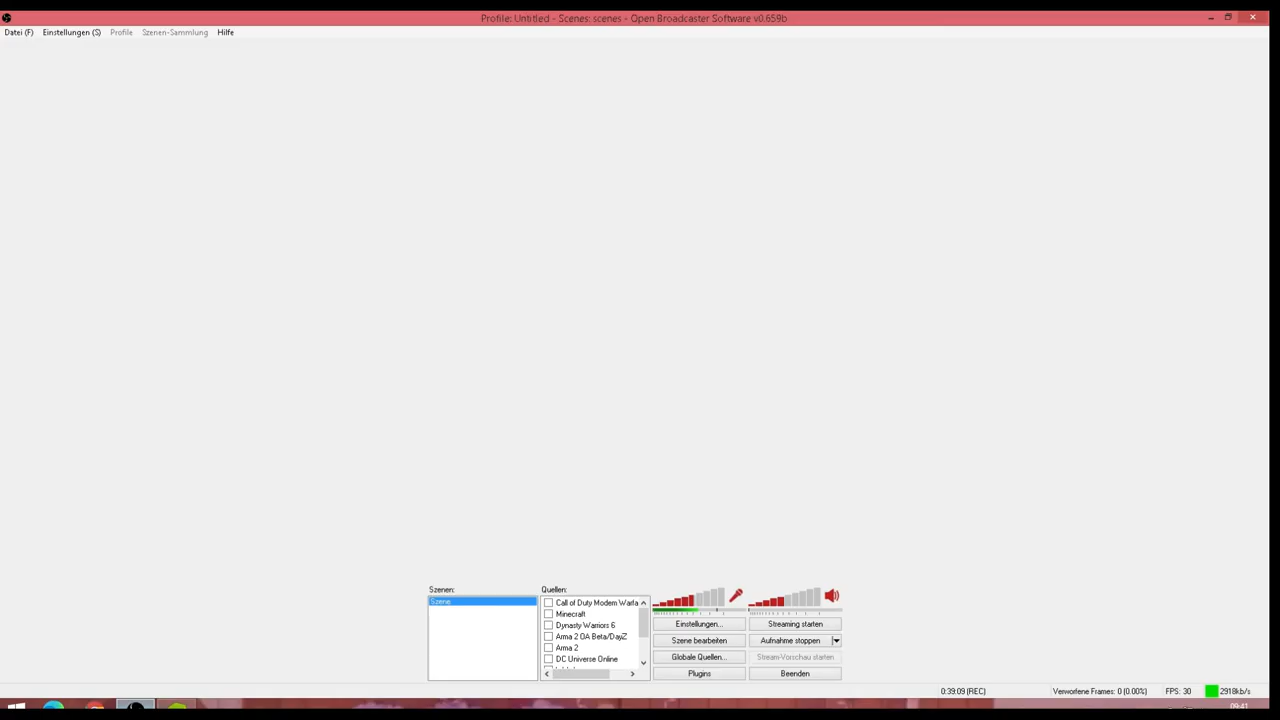 Profile: Untitled - Scenes: scenes - Open Broadcaster Software v0.659b
Datei (F) Einstellungen (S) Profile Szenen-Sammlung Hilfe
Szenen:
Szene
Quellen:
Call of Duty Modern Warfa
Minecraft
Dynasty Warriors 6
Arma 2 OA Beta/DayZ
Arma 2
DC Universe Online
Einstellungen... Streaming starten
Szene bearbeiten Aufnahme stoppen
Globale Quellen... Stream-Vorschau starten
Plugins Beenden
0:39:09 (REC) Verworfene Frames: 0 (0.00%) FPS: 30 2918kb/s
09:41